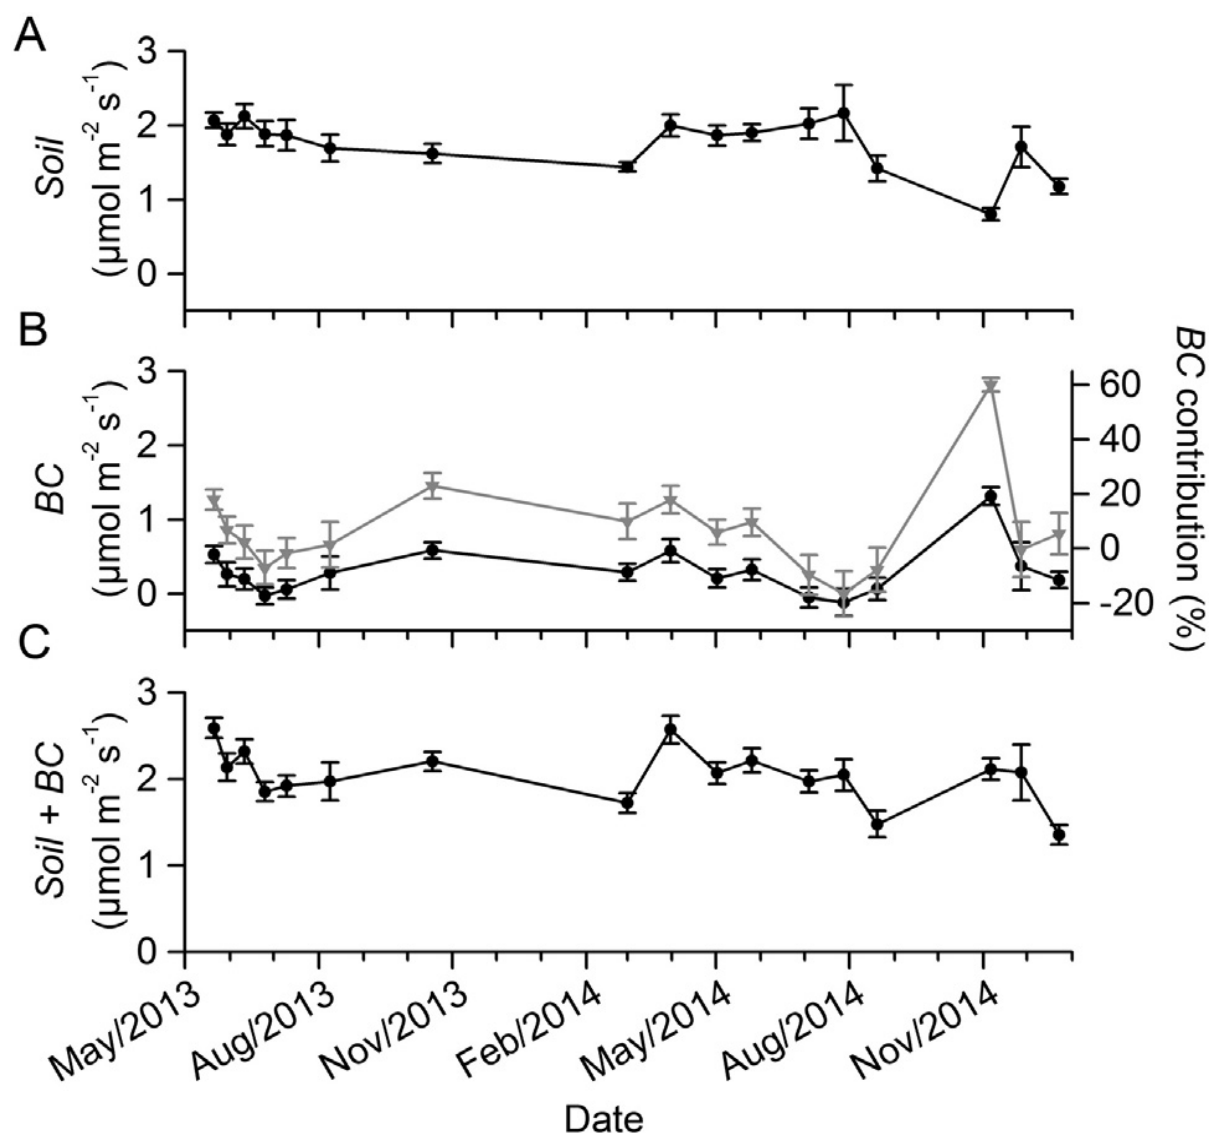 A
Soil
(µmol m-2 s-1)
3
2
1
0
B
BC
(µmol m-2 s-1)
3
2
1
0
60
40
20
0
-20
BC contribution (%)
C
Soil + BC
(µmol m-2 s-1)
3
2
1
0
May/2013
Aug/2013
Nov/2013
Feb/2014
May/2014
Aug/2014
Nov/2014
Date